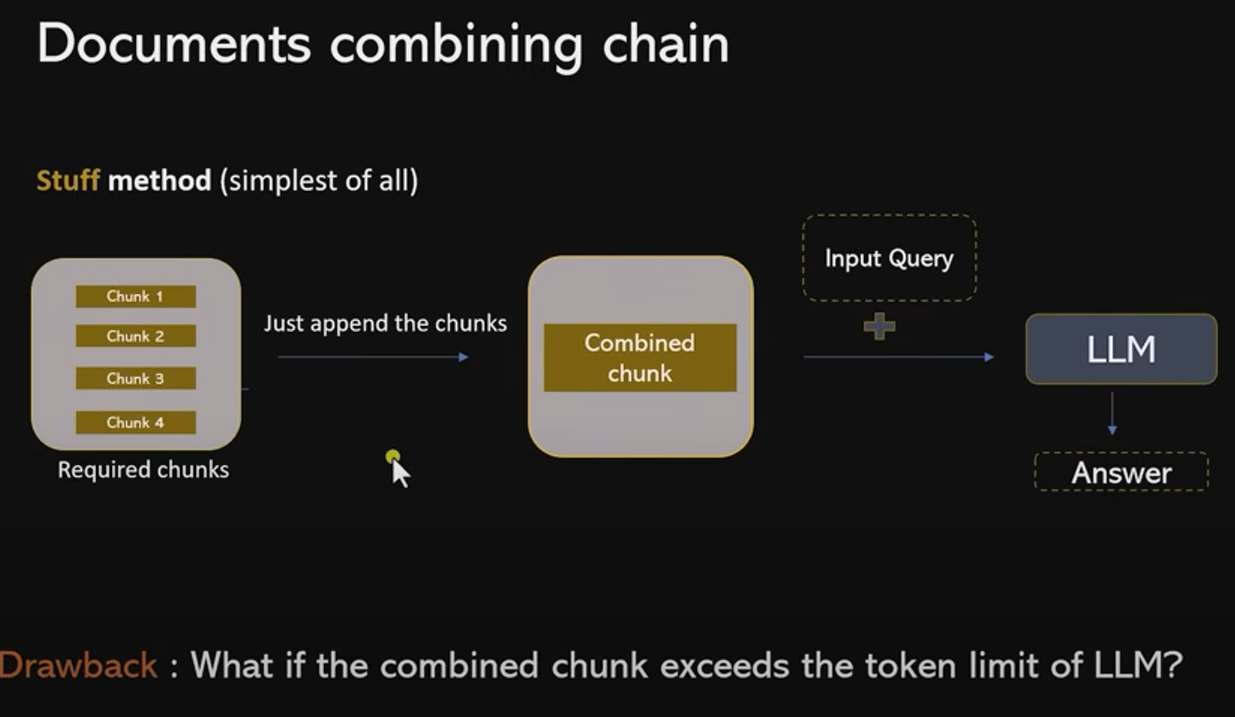 Documents combining chain
Stuff method (simplest of all)
Chunk 1
Chunk 2
Chunk 3
Chunk 4
Required chunks
Just append the chunks
Combined
chunk
Input Query
LLM
Answer
Drawback : What if the combined chunk exceeds the token limit of LLM?